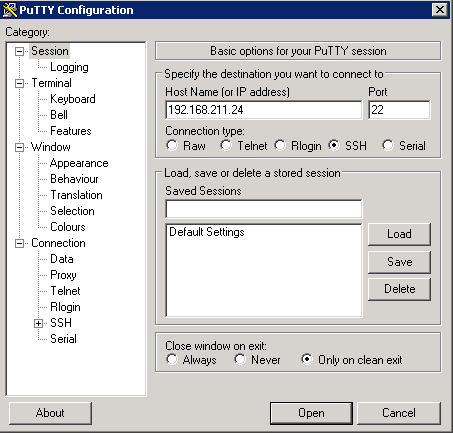 PuTTY Configuration
Category:
Session
Logging
Terminal
Keyboard
Bell
Features
Window
Appearance
Behaviour
Translation
Selection
Colours
Connection
Data
Proxy
Telnet
Rlogin
SSH
Serial
Basic options for your PuTTY session
Specify the destination you want to connect to
Host Name (or IP address) Port
192.168.211.24 22
Connection type:
Raw Telnet Rlogin SSH Serial
Load, save or delete a stored session
Saved Sessions
Default Settings
Load
Save
Delete
Close window on exit:
Always Never Only on clean exit
About Open Cancel